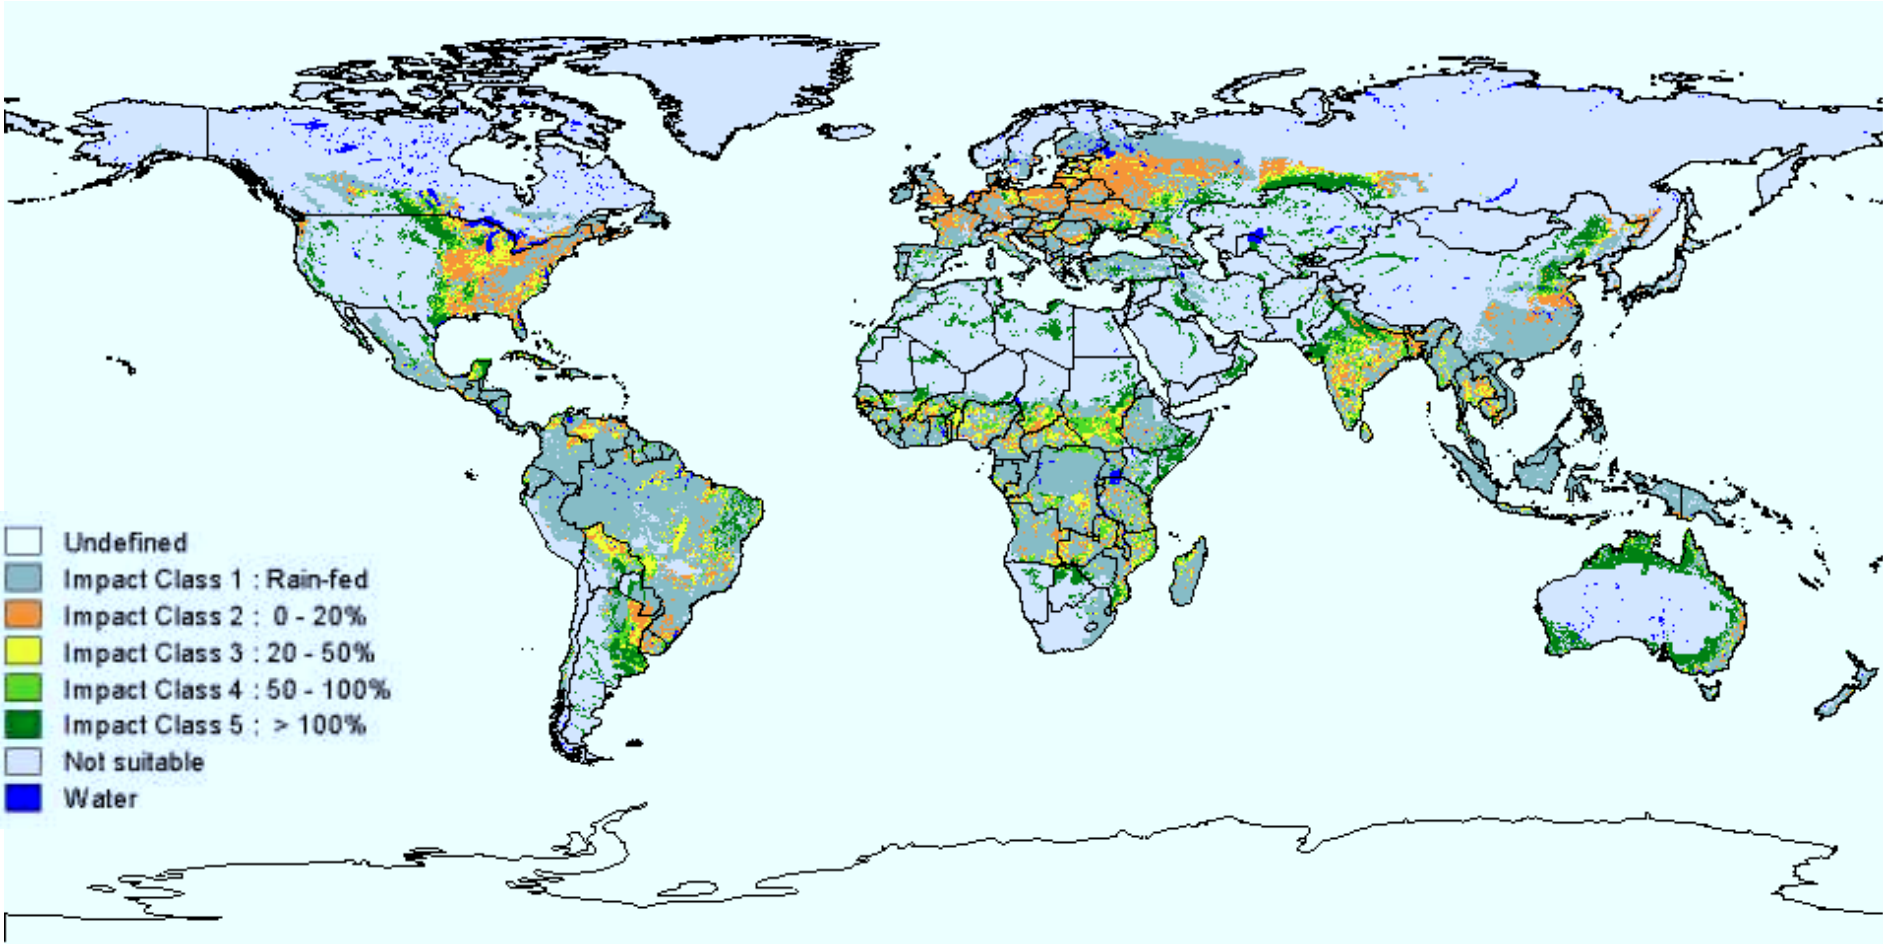 Undefined
Impact Class 1 : Rain-fed
Impact Class 2 : 0 - 20%
Impact Class 3 : 20 - 50%
Impact Class 4 : 50 - 100%
Impact Class 5 : > 100%
Not suitable
Water